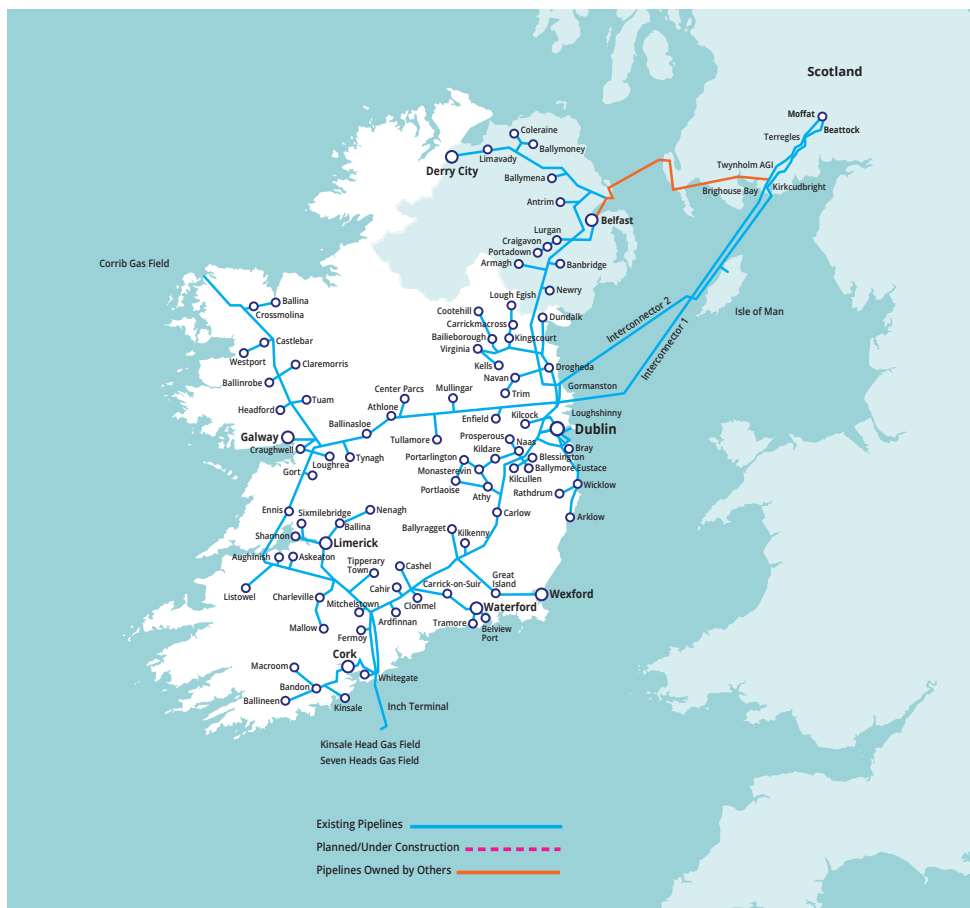 Scotland
Moffat
Beattock
Terregles
Coleraine
Ballymoney
Limavady
Derry City
Twynholm AGI
Kirkcudbright
Brighouse Bay
Ballymena
Antrim
Belfast
Lurgan
Craigavon
Portadown
Armagh
Banbridge
Corrib Gas Field
Newry
Lough Egish
Ballina
Crossmolina
Cootehill
Carrickmacross
Dundalk
Isle of Man
Interconnector 2
Interconnector 1
Bailieborough
Kingscourt
Castlebar
Virginia
Westport
Claremorris
Kells
Drogheda
Navan
Ballinrobe
Gormanston
Center Parcs
Mullingar
Trim
Tuam
Athlone
Headford
Kilcock
Loughshinny
Enfield
Ballinasloe
Dublin
Galway
Tullamore
Prosperous
Naas
Craughwell
Bray
Kildare
Blessington
Portarlington
Loughrea
Tynagh
Monasterevin
Ballymore Eustace
Gort
Kilcullen
Portlaoise
Wicklow
Rathdrum
Athy
Ennis
Sixmilebridge
Nenagh
Carlow
Arklow
Ballina
Ballyragget
Kilkenny
Shannon
Limerick
Aughinish
Askeaton
Tipperary
Town
Cashel
Great
Island
Carrick-on-Suir
Cahir
Listowel
Charleville
Wexford
Mitchelstown
Clonmel
Waterford
Ardfinnan
Tramore
Belview
Port
Mallow
Fermoy
Cork
Macroom
Whitegate
Bandon
Ballineen
Kinsale
Inch Terminal
Kinsale Head Gas Field
Seven Heads Gas Field
Existing Pipelines
Planned/Under Construction
Pipelines Owned by Others